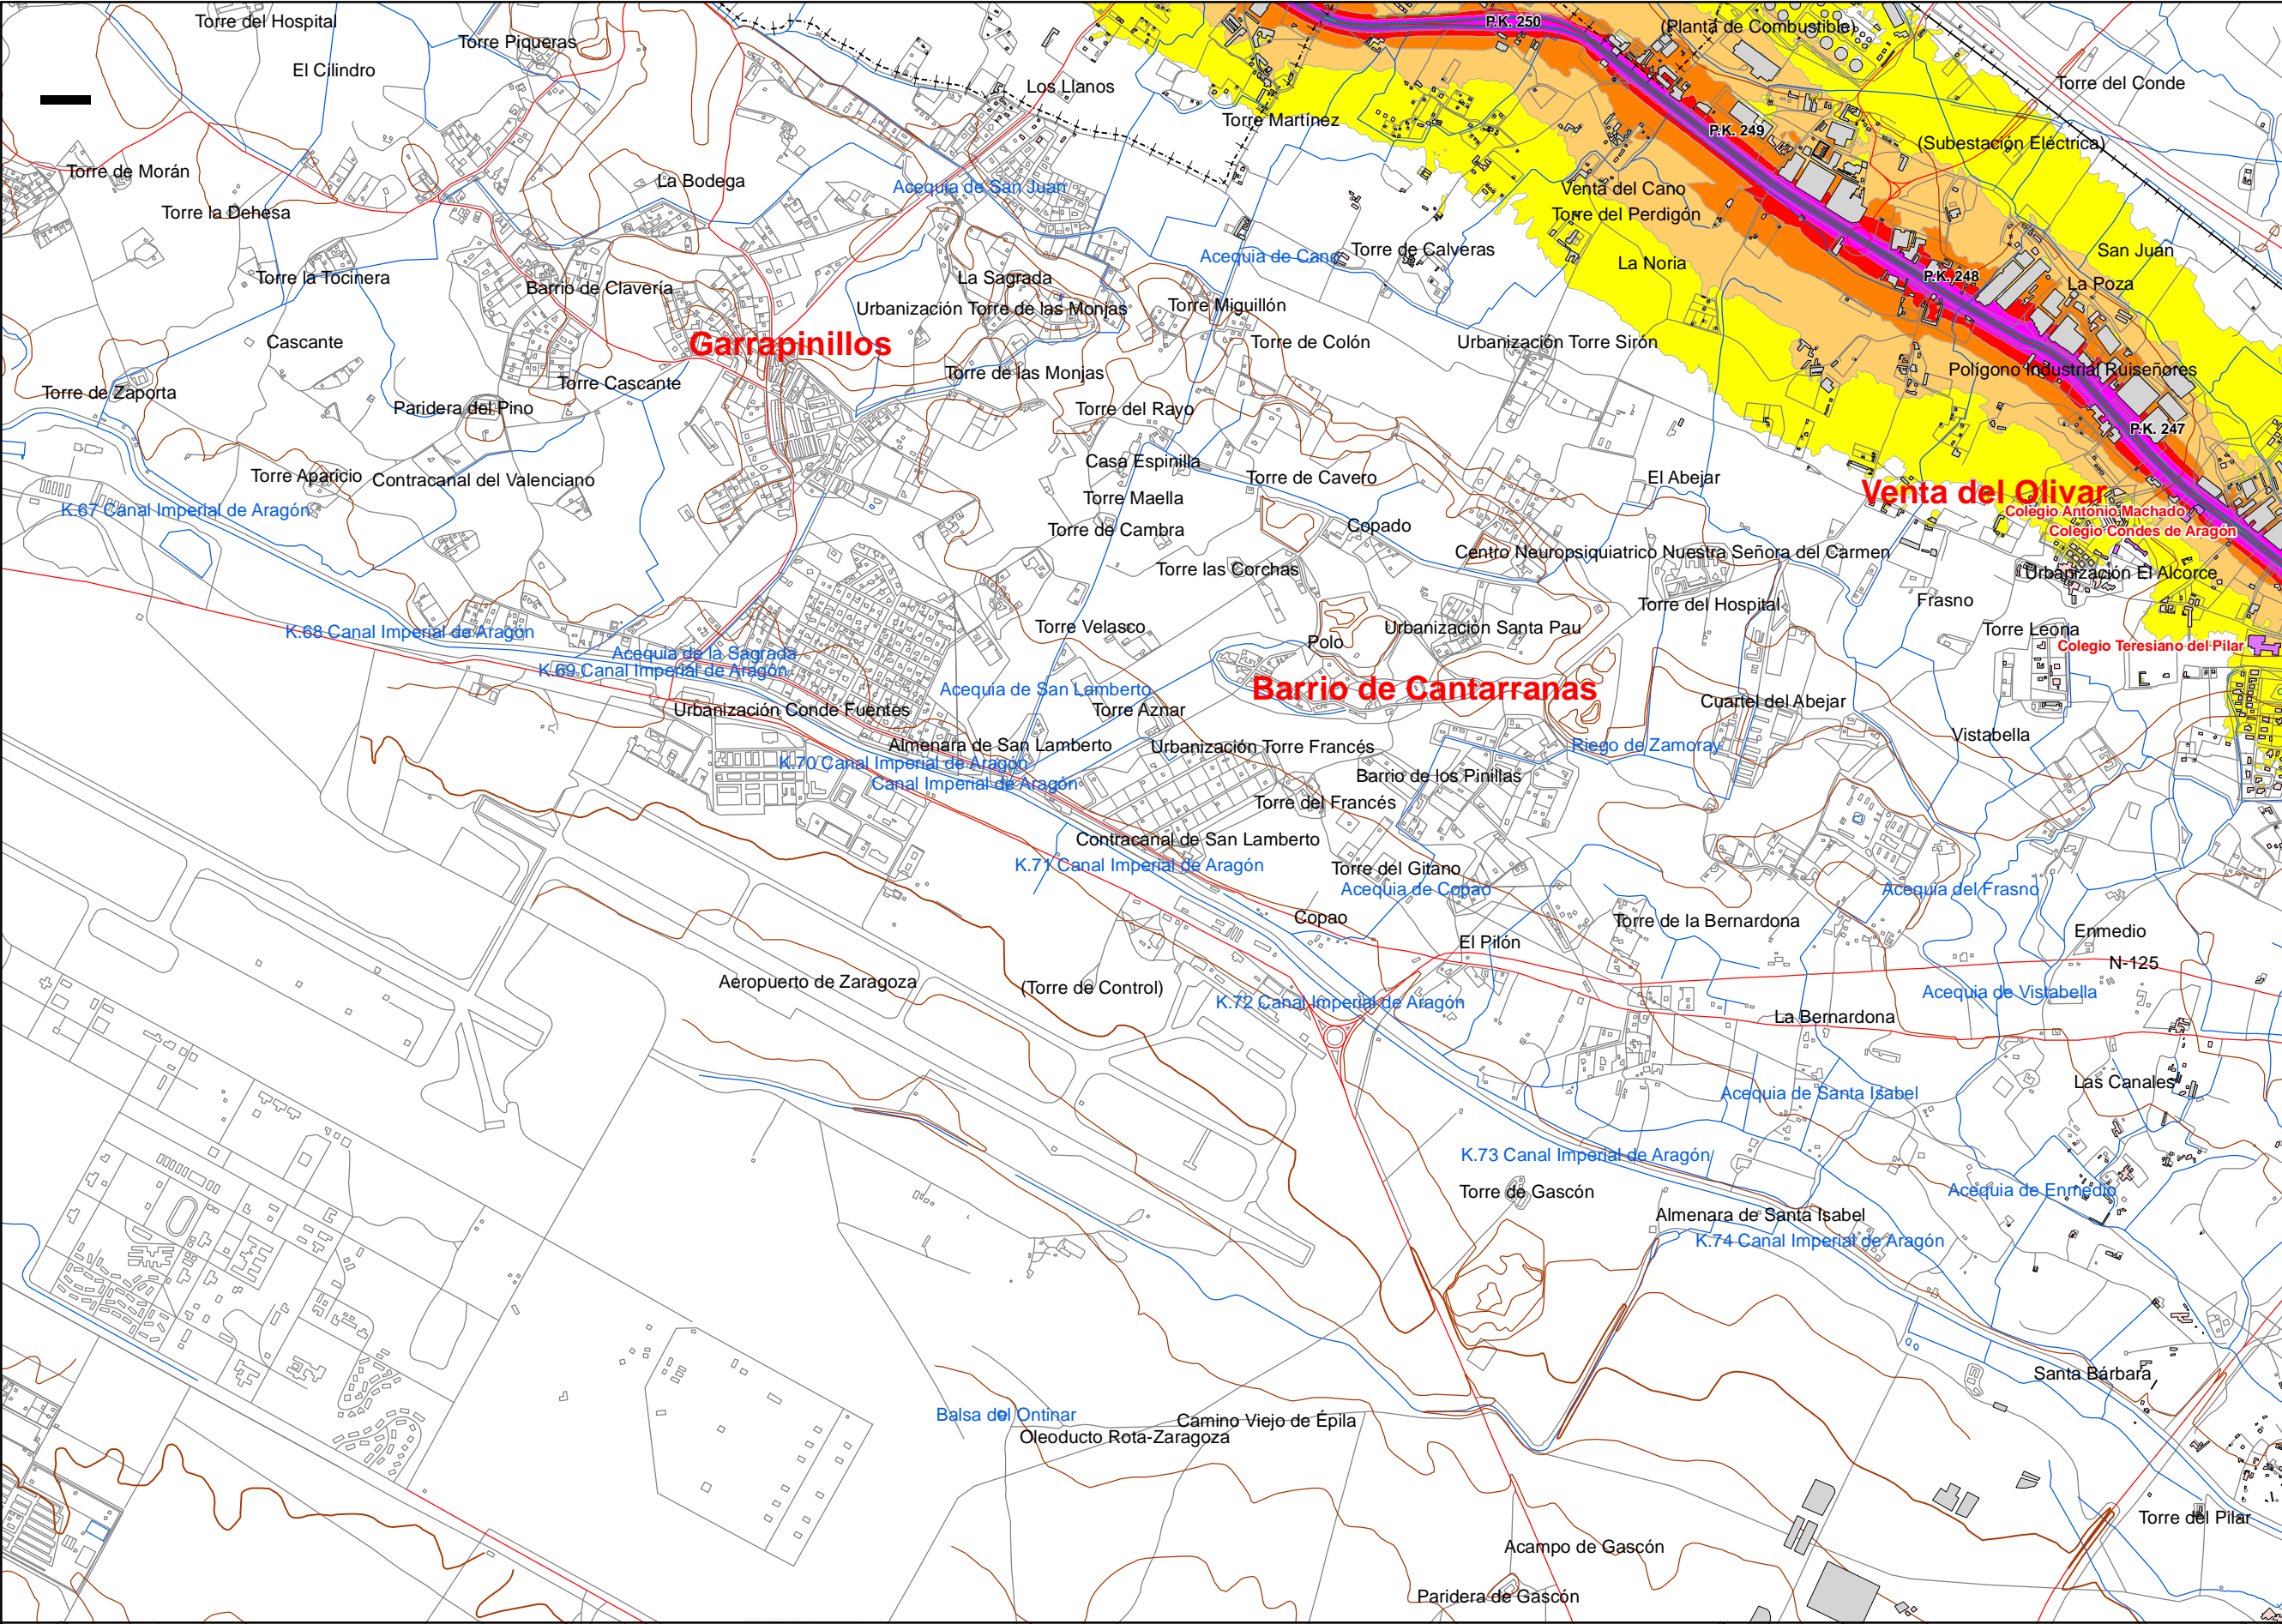 Torre del Hospital
P.K. 250
(Planta de Combustible)
Torre Piqueras
El Cilindro
Los Llanos
Torre del Conde
Torre Martínez
P.K. 249
(Subestación Eléctrica)
Torre de Morán
La Bodega
Acequia de San Juan
Venta del Cano
Torre la Dehesa
Torre del Perdigón
Acequia de Cano
Torre de Calveras
San Juan
La Noria
Torre la Tocinera
La Sagrada
P.K. 248
Barrio de Clavería
La Poza
Urbanización Torre de las Monjas
Torre Miguillón
Cascante
Garrapinillos
Torre de Colón
Urbanización Torre Sirón
Torre de las Monjas
Polígono Industrial Ruiseñores
Torre de Zaporta
Torre Cascante
Paridera del Pino
Torre del Rayo
P.K. 247
Casa Espinilla
Torre Aparicio
Contracanal del Valenciano
Torre de Cavero
El Abejar
Torre Maella
Venta del Olivar
K.67 Canal Imperial de Aragón
Colegio Antonio Machado
Torre de Cambra
Copado
Colegio Condes de Aragón
Centro Neuropsiquiatrico Nuestra Señora del Carmen
Torre las Corchas
Urbanización El Alcorce
Frasno
Torre del Hospital
K.68 Canal Imperial de Aragón
Torre Velasco
Urbanización Santa Pau
Torre Leona
Polo
Colegio Teresiano del Pilar
Acequia de la Sagrada
K.69 Canal Imperial de Aragón
Acequia de San Lamberto
Barrio de Cantarranas
Cuartel del Abejar
Urbanización Conde Fuentes
Torre Aznar
Vistabella
Almenara de San Lamberto
Urbanización Torre Francés
Riego de Zamoray
K.70 Canal Imperial de Aragón
Barrio de los Pinillas
Canal Imperial de Aragón
Torre del Francés
Contracanal de San Lamberto
K.71 Canal Imperial de Aragón
Torre del Gitano
Acequia de Copao
Acequia del Frasno
Copao
Torre de la Bernardona
Enmedio
El Pilón
N-125
Aeropuerto de Zaragoza
(Torre de Control)
Acequia de Vistabella
K.72 Canal Imperial de Aragón
La Bernardona
Las Canales
Acequia de Santa Isabel
K.73 Canal Imperial de Aragón
Torre de Gascón
Acequia de Enmedio
Almenara de Santa Isabel
K.74 Canal Imperial de Aragón
Santa Bárbara
Balsa del Ontinar
Camino Viejo de Épila
Oleoducto Rota-Zaragoza
Torre del Pilar
Acampo de Gascón
Paridera de Gascón